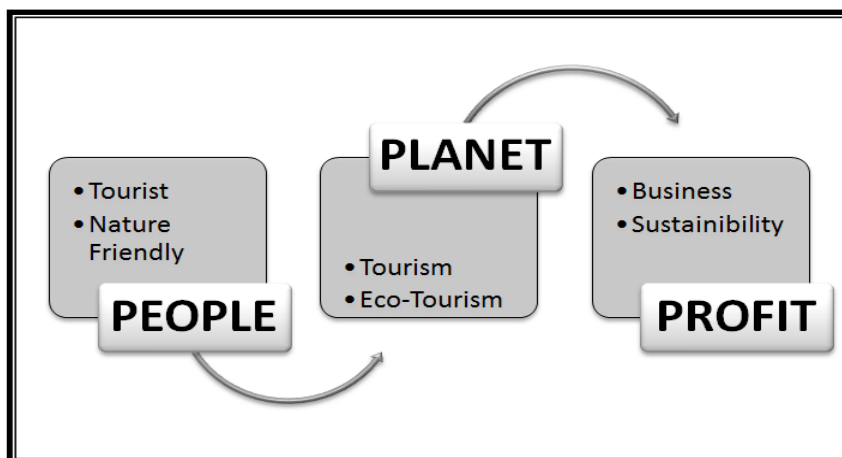 • Tourist
• Nature
Friendly
PEOPLE
PLANET
• Tourism
• Eco-Tourism
• Business
• Sustainibility
PROFIT